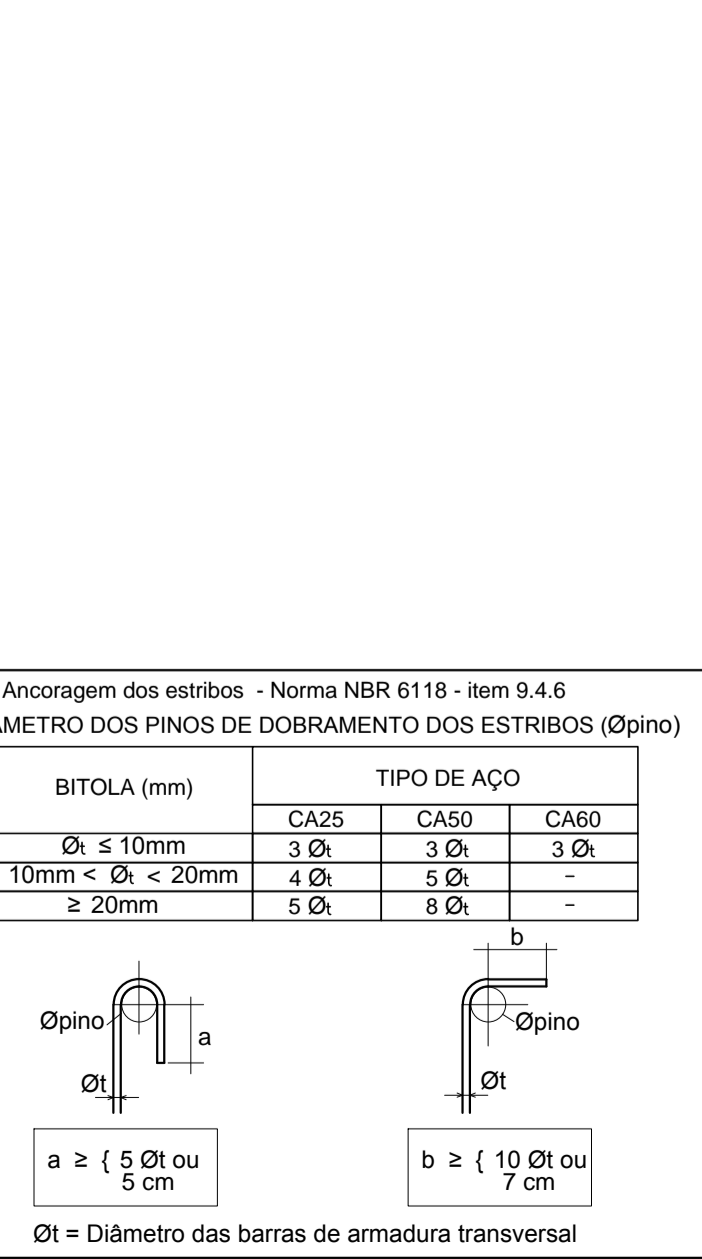 Ancoragem dos estribos - Norma NBR 6118 - item 9.4.6
METRO DOS PINOS DE DOBRAMENTO DOS ESTRIBOS (Øpino)
BITOLA (mm) TIPO DE AÇO
CA25 CA50 CA60
Øt ≤ 10mm 3 Øt 3 Øt 3 Øt
10mm < Øt < 20mm 4 Øt 5 Øt -
≥ 20mm 5 Øt 8 Øt -
b
Øpino a Øpino
Øt Øt
a ≥ { 5 Øt ou b ≥ { 10 Øt ou
5 cm 7 cm
Øt = Diâmetro das barras de armadura transversal